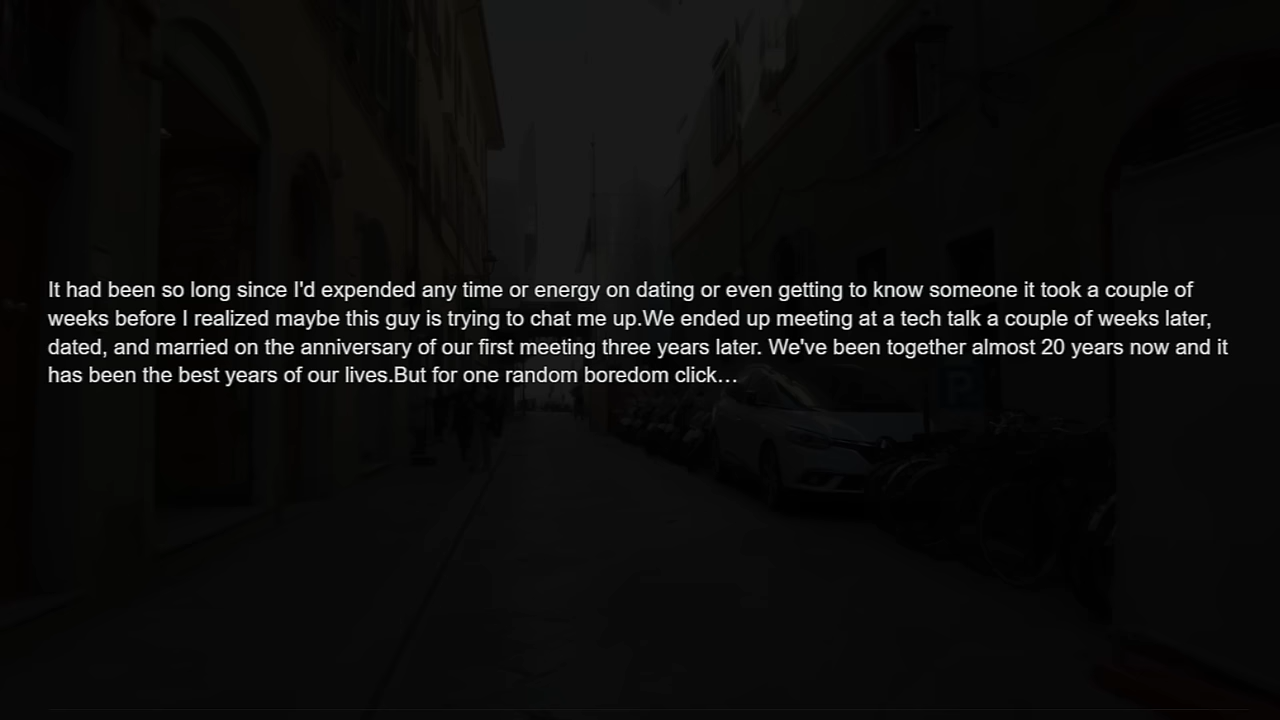 It had been so long since I'd expended any time or energy on dating or even getting to know someone it took a couple of
weeks before I realized maybe this guy is trying to chat me up.We ended up meeting at a tech talk a couple of weeks later,
dated, and married on the anniversary of our first meeting three years later. We've been together almost 20 years now and it
has been the best years of our lives.But for one random boredom click…
P